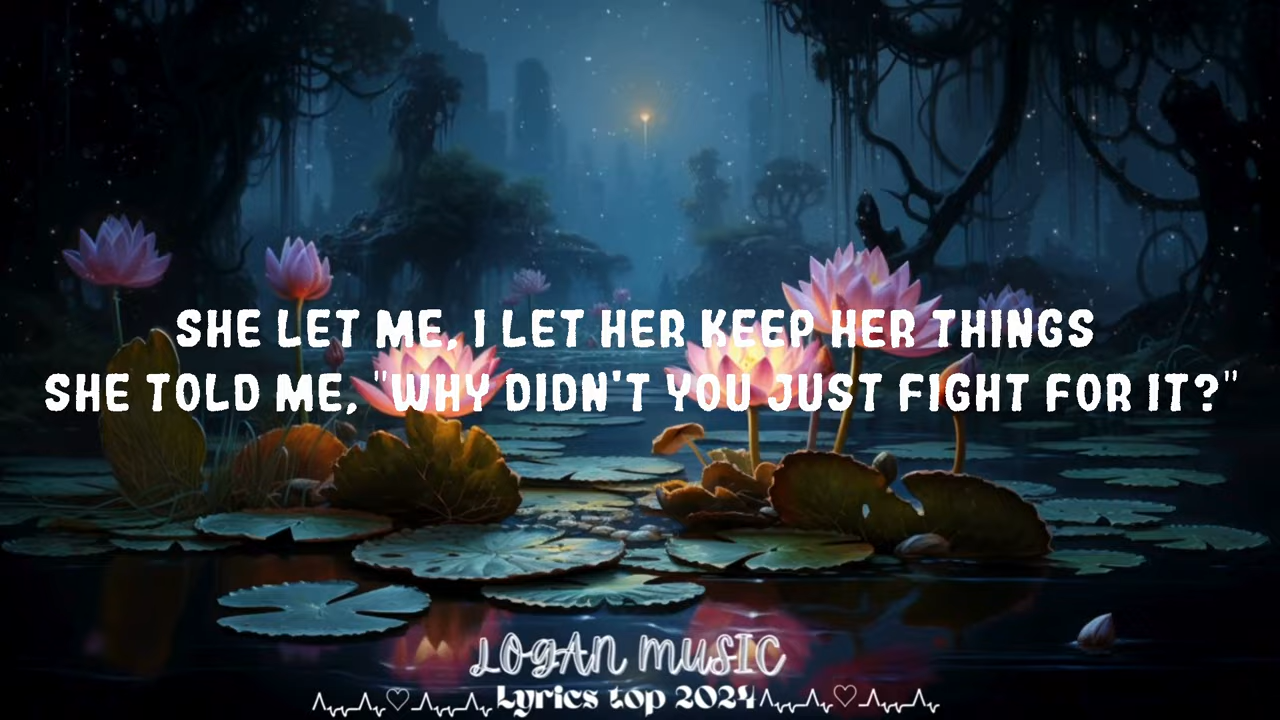 SHE LET ME, I LET HER KEEP HER THINGS
SHE TOLD ME, "WHY DIDN'T YOU JUST FIGHT FOR IT?"
LOGAN MUSIC
Lyrics top 2024